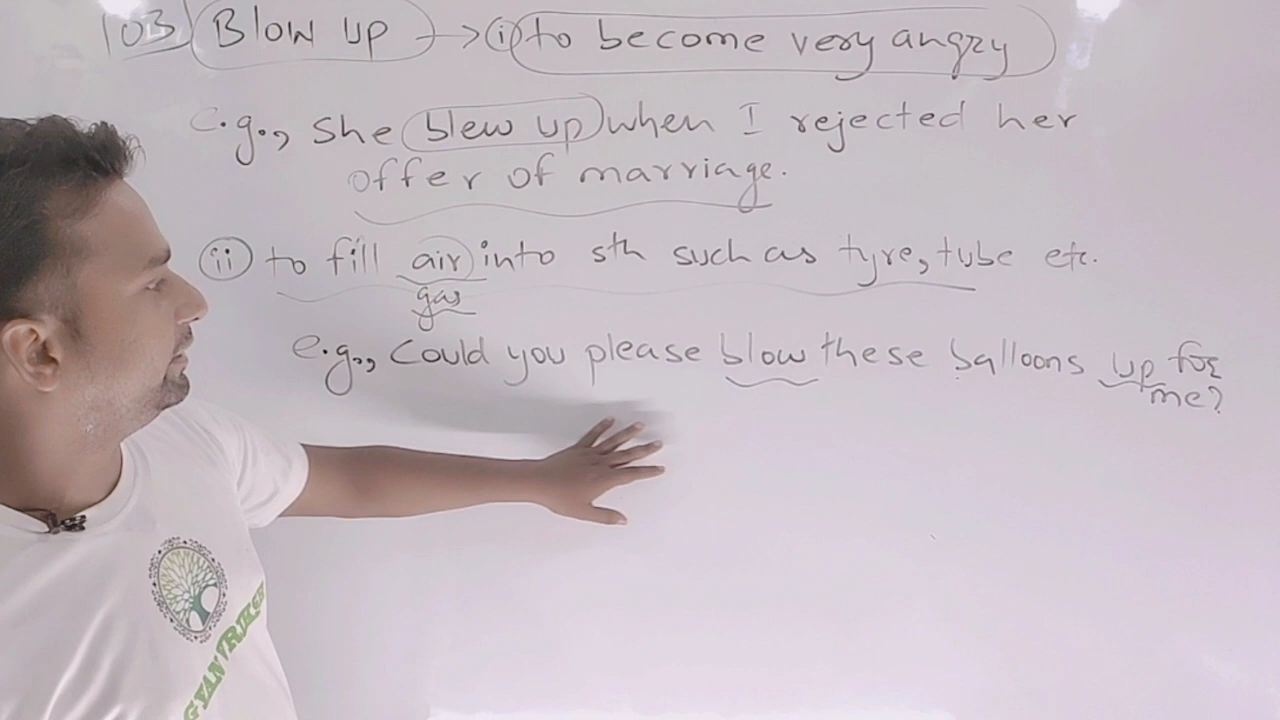 103) Blow up → (i) to become very angry
e.g., She blew up when I rejected her
offer of marriage.
(ii) to fill air into sth such as tyre, tube etc.
gas
e.g., Could you please blow these balloons up for
me?
GYANVRIKSH